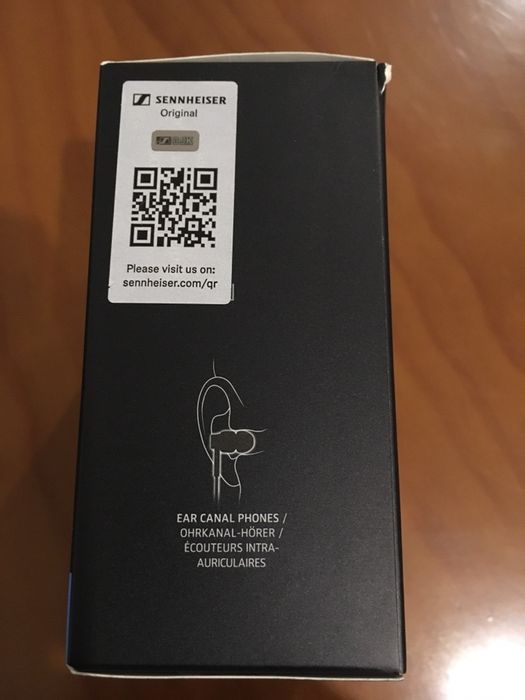 SENNHEISER
Original
Please visit us on:
sennheiser.com/qr
EAR CANAL PHONES /
OHRKANAL-HÖRER /
ÉCOUTEURS INTRA-
AURICULAIRES